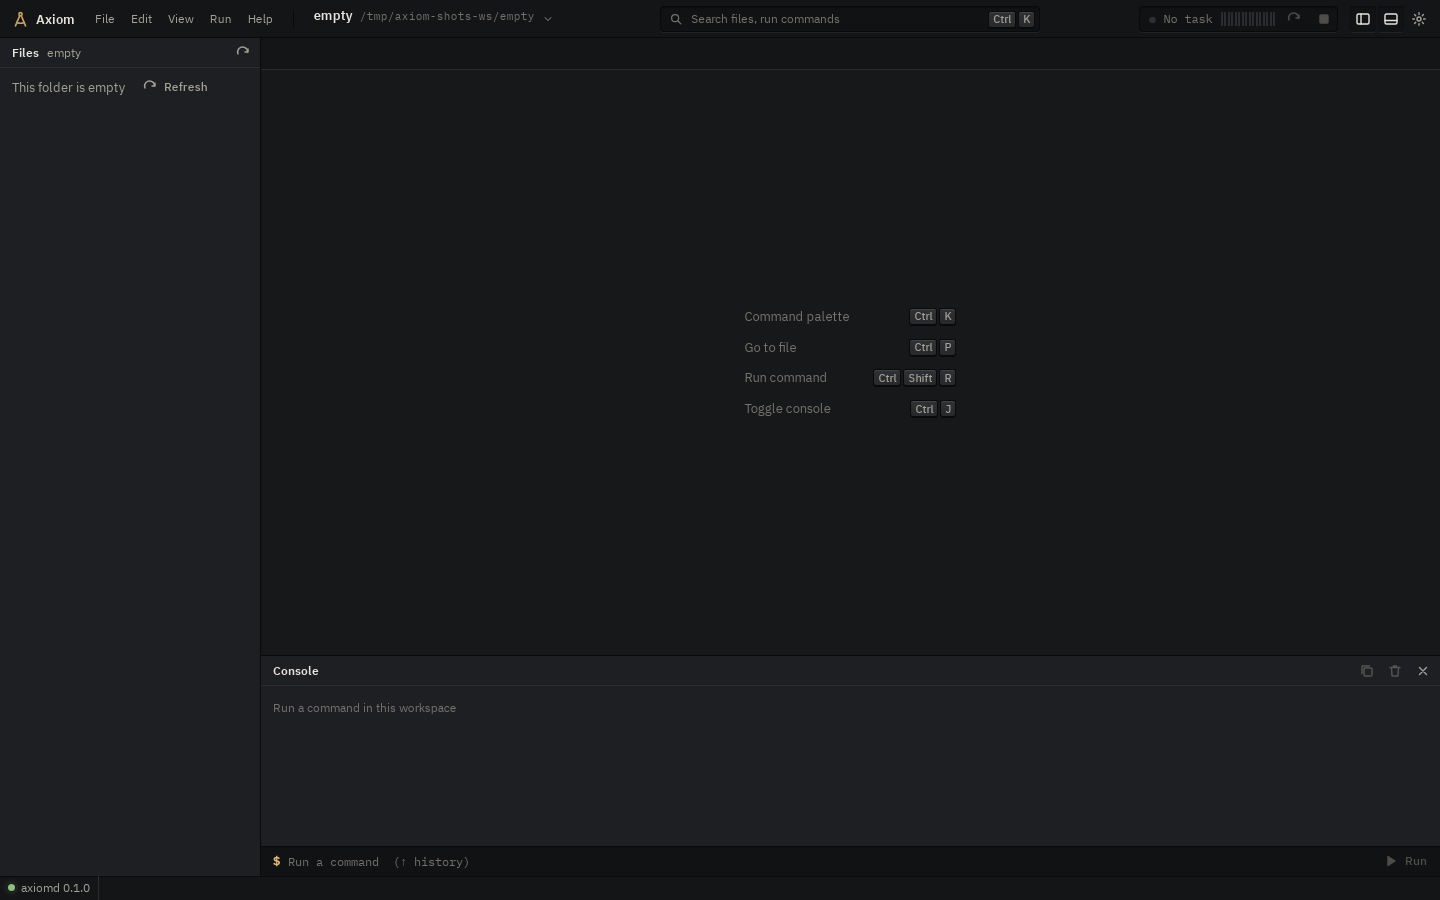 Axiom File Edit View Run Help empty /tmp/axiom-shots-ws/empty Search files, run commands Ctrl K No task
Files empty
This folder is empty Refresh
Command palette Ctrl K
Go to file Ctrl P
Run command Ctrl Shift R
Toggle console Ctrl J
Console
Run a command in this workspace
$ Run a command (↑ history) Run
axiomd 0.1.0